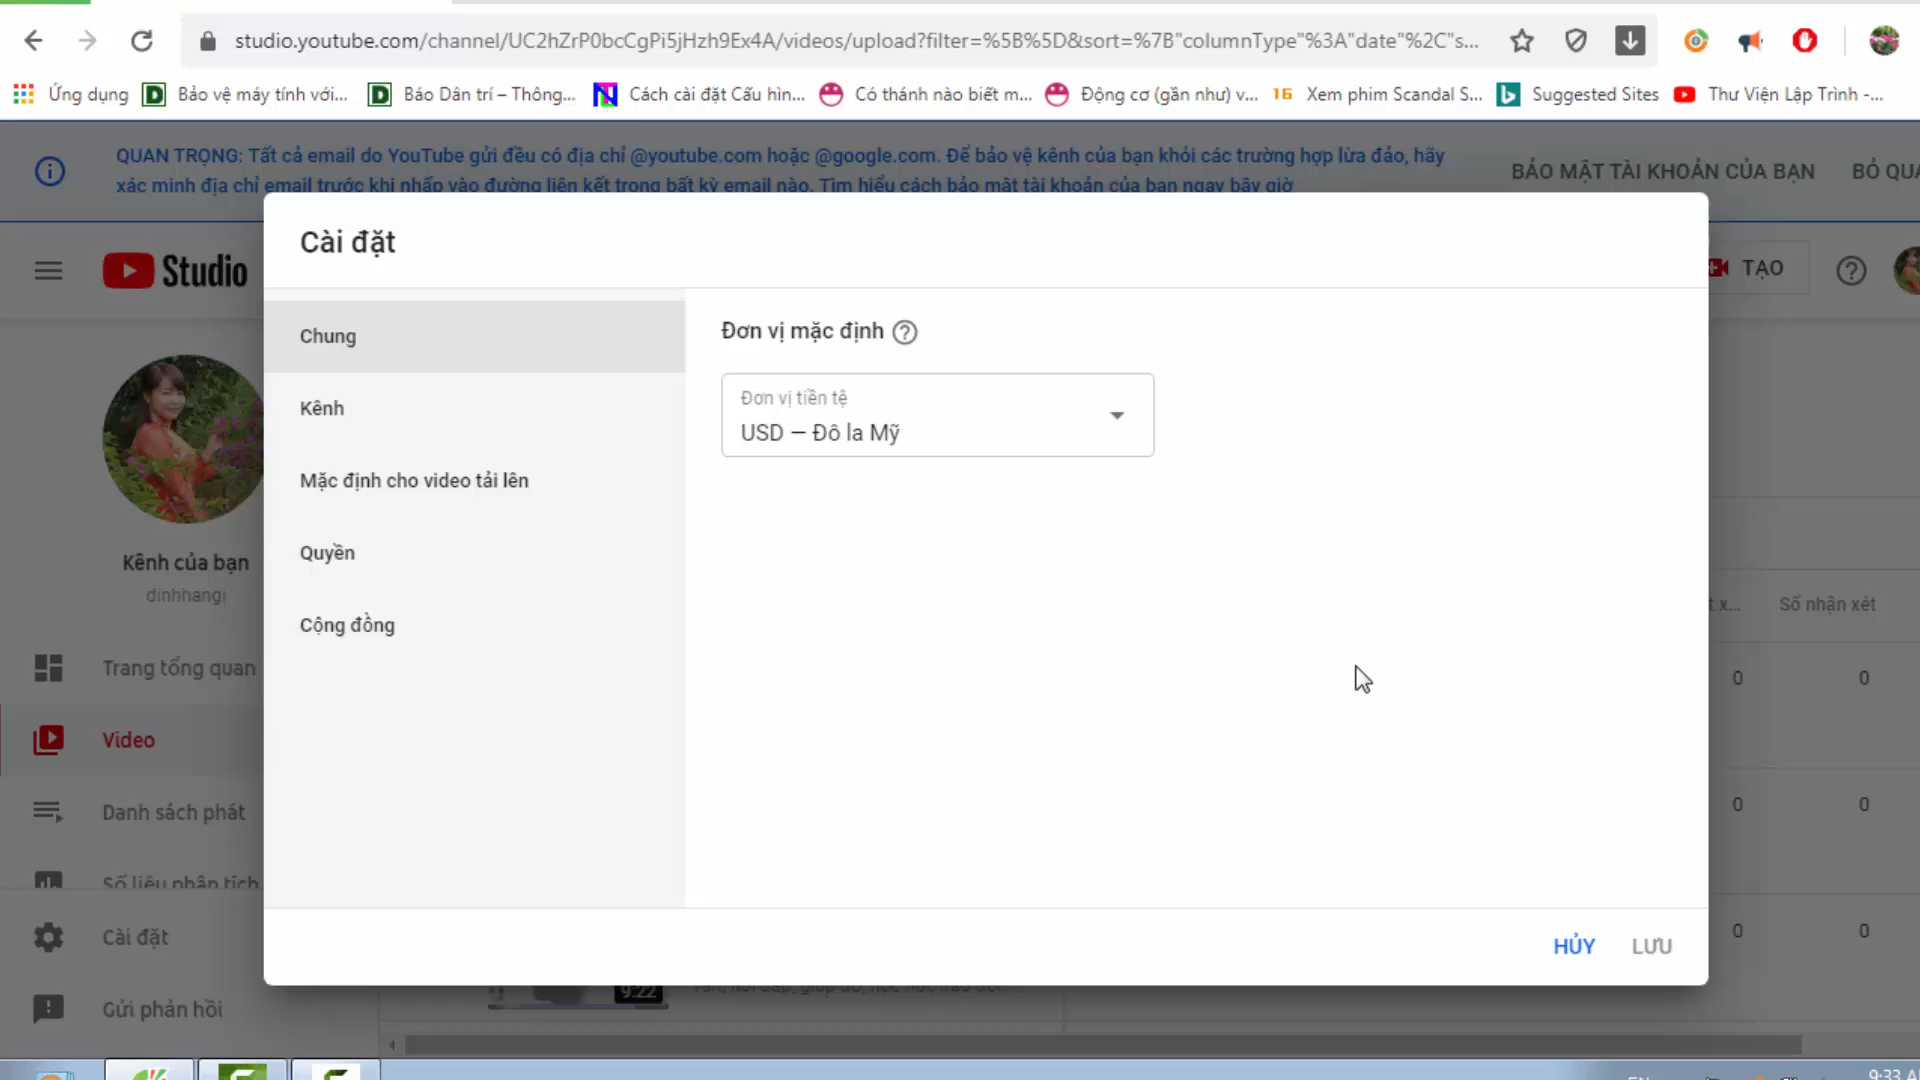 studio.youtube.com/channel/UC2hZrP0bcCgPi5jHzh9Ex4A/videos/upload?filter=%5B%5D&sort=%7B"columnType"%3A"date"%2C"s...
Ứng dụng
Bảo vệ máy tính với...
Báo Dân trí – Thông...
Cách cài đặt Cấu hìn...
Có thánh nào biết m...
Động cơ (gần như) v...
16 Xem phim Scandal S...
Suggested Sites
Thư Viện Lập Trình -...
QUAN TRỌNG: Tất cả email do YouTube gửi đều có địa chỉ @youtube.com hoặc @google.com. Để bảo vệ kênh của bạn khỏi các trường hợp lừa đảo, hãy
xác minh địa chỉ email trước khi nhấp vào đường liên kết trong bất kỳ email nào. Tìm hiểu cách bảo mật tài khoản của bạn ngay bây giờ
BẢO MẬT TÀI KHOẢN CỦA BẠN
BỎ QUA
Studio
TẠO
Cài đặt
Chung
Kênh
Mặc định cho video tải lên
Quyền
Cộng đồng
Đơn vị mặc định
Đơn vị tiền tệ
USD — Đô la Mỹ
Kênh của bạn
Trang tổng quan
Video
Danh sách phát
Số liệu phân tích
Cài đặt
Gửi phản hồi
t x...
Số nhận xét
0 0
0 0
0 0
HỦY
LƯU
9:22
9:33